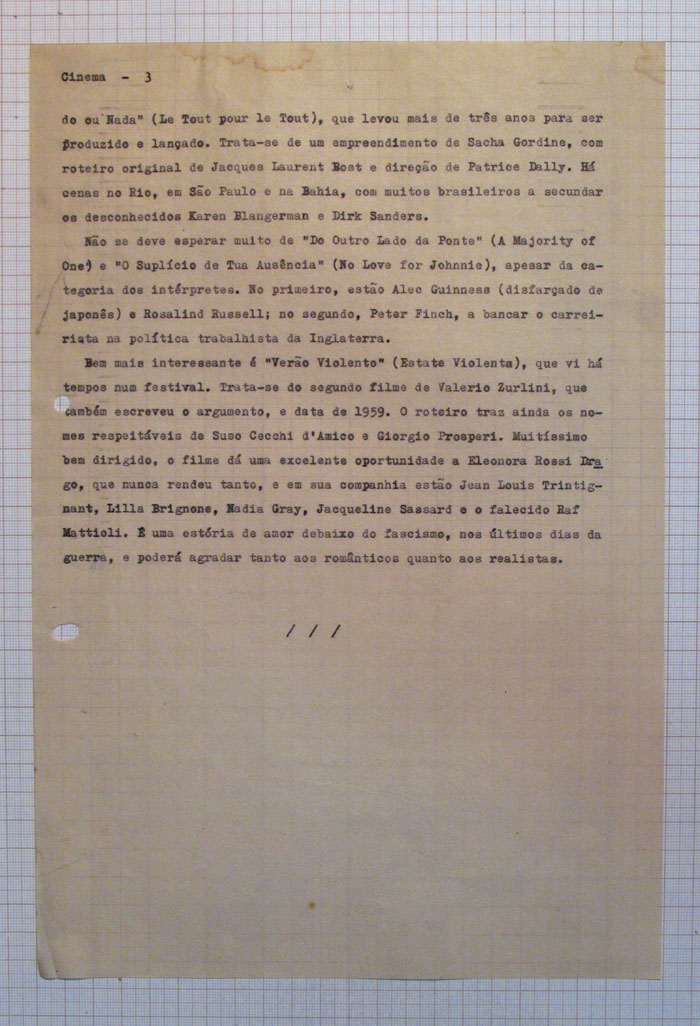 Cinema - 3
do ou Nada" (Le Tout pour le Tout), que levou mais de três anos para ser
produzido e lançado. Trata-se de um empreendimento de Sacha Gordine, com
roteiro original de Jacques Laurent Bost e direção de Patrice Dally. Há
cenas no Rio, em São Paulo e na Bahia, com muitos brasileiros a secundar
os desconhecidos Karen Blangerman e Dirk Sanders.
Não se deve esperar muito de "Do Outro Lado da Ponte" (A Majority of
One) e "O Suplício de Tua Ausência" (No Love for Johnnie), apesar da ca-
tegoria dos intérpretes. No primeiro, estão Alec Guinness (disfarçado de
japonês) e Rosalind Russell; no segundo, Peter Finch, a bancar o carrei-
rista na política trabalhista da Inglaterra.
Bem mais interessante é "Verão Violento" (Estate Violenta), que vi há
tempos num festival. Trata-se do segundo filme de Valerio Zurlini, que
também escreveu o argumento, e data de 1959. O roteiro traz ainda os no-
mes respeitáveis de Suso Cecchi d'Amico e Giorgio Prosperi. Muitíssimo
bem dirigido, o filme dá uma excelente oportunidade a Eleonora Rossi Dra
go, que nunca rendeu tanto, e em sua companhia estão Jean Louis Trintig-
nant, Lilla Brignone, Nadia Gray, Jacqueline Sassard e o falecido Raf
Mattioli. É uma estória de amor debaixo do fascismo, nos últimos dias da
guerra, e poderá agradar tanto aos românticos quanto aos realistas.
/ / /